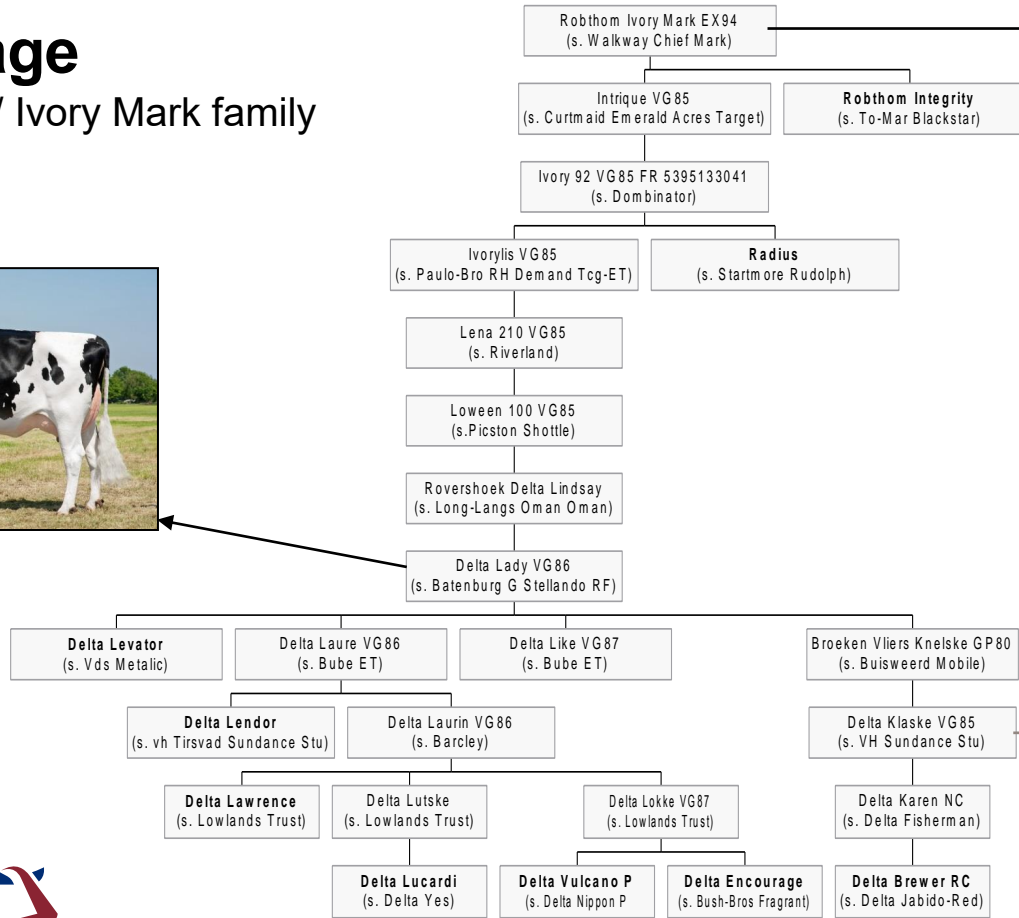 age
/ Ivory Mark family
Robthom Ivory Mark EX94
(s. Walkway Chief Mark)
Intrique VG85
(s. Curtmaid Emerald Acres Target)
Robthom Integrity
(s. To-Mar Blackstar)
Ivory 92 VG85 FR 5395133041
(s. Dombinator)
Ivorylis VG85
(s. Paulo-Bro RH Demand Tcg-ET)
Radius
(s. Startmore Rudolph)
Lena 210 VG85
(s. Riverland)
Loween 100 VG85
(s.Picston Shottle)
Rovershoek Delta Lindsay
(s. Long-Langs Oman Oman)
Delta Lady VG86
(s. Batenburg G Stellando RF)
Delta Levator
(s. Vds Metalic)
Delta Laure VG86
(s. Bube ET)
Delta Like VG87
(s. Bube ET)
Broeken Vliers Knelske GP80
(s. Buisweerd Mobile)
Delta Lendor
(s. vh Tirsvad Sundance Stu)
Delta Laurin VG86
(s. Barcley)
Delta Klaske VG85
(s. VH Sundance Stu)
Delta Lawrence
(s. Lowlands Trust)
Delta Lutske
(s. Lowlands Trust)
Delta Lokke VG87
(s. Lowlands Trust)
Delta Karen NC
(s. Delta Fisherman)
Delta Lucardi
(s. Delta Yes)
Delta Vulcano P
(s. Delta Nippon P
Delta Encourage
(s. Bush-Bros Fragrant)
Delta Brewer RC
(s. Delta Jabido-Red)